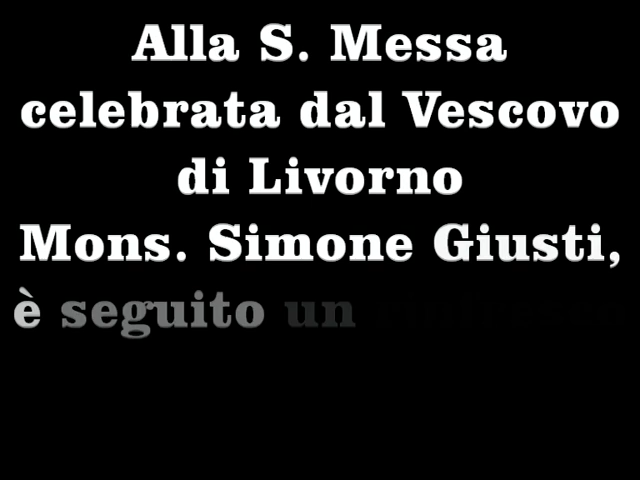 Alla S. Messa
celebrata dal Vescovo
di Livorno
Mons. Simone Giusti,
è seguito un